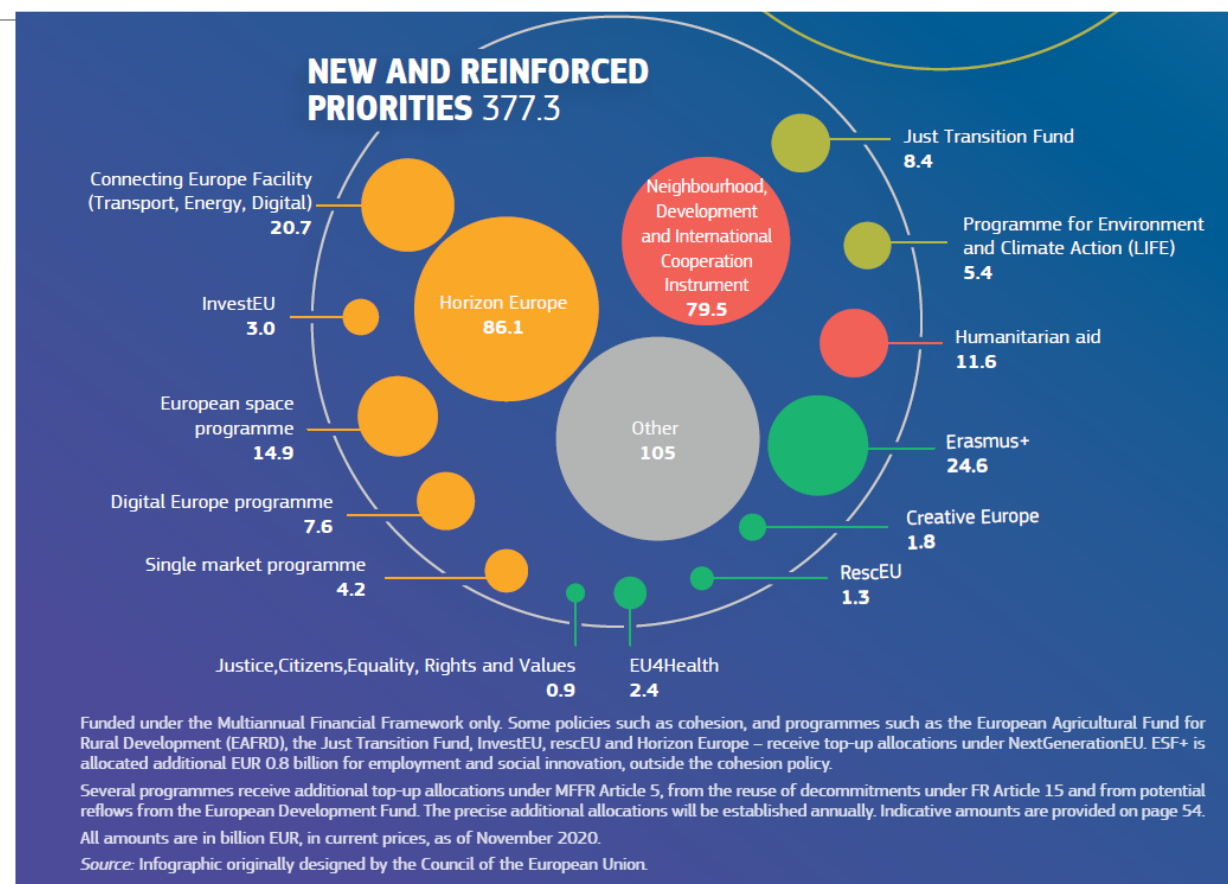 NEW AND REINFORCED
PRIORITIES 377.3
Connecting Europe Facility
(Transport, Energy, Digital)
20.7
InvestEU
3.0
European space
programme
14.9
Digital Europe programme
7.6
Single market programme
4.2
Justice,Citizens,Equality, Rights and Values
0.9
EU4Health
2.4
Horizon Europe
86.1
Neighbourhood,
Development
and International
Cooperation
Instrument
79.5
Other
105
Just Transition Fund
8.4
Programme for Environment
and Climate Action (LIFE)
5.4
Humanitarian aid
11.6
Erasmus+
24.6
Creative Europe
1.8
RescEU
1.3
Funded under the Multiannual Financial Framework only. Some policies such as cohesion, and programmes such as the European Agricultural Fund for
Rural Development (EAFRD), the Just Transition Fund, InvestEU, rescEU and Horizon Europe – receive top-up allocations under NextGenerationEU. ESF+ is
allocated additional EUR 0.8 billion for employment and social innovation, outside the cohesion policy.
Several programmes receive additional top-up allocations under MFFR Article 5, from the reuse of decommitments under FR Article 15 and from potential
reflows from the European Development Fund. The precise additional allocations will be established annually. Indicative amounts are provided on page 54.
All amounts are in billion EUR, in current prices, as of November 2020.
Source: Infographic originally designed by the Council of the European Union.